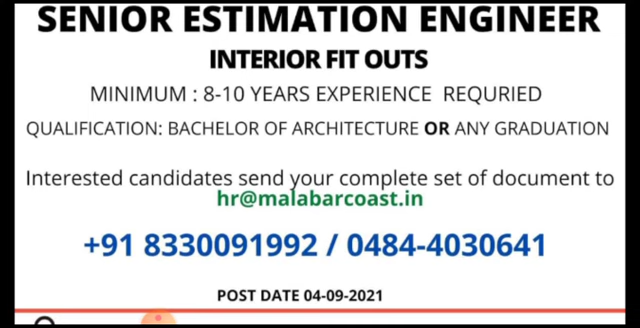 SENIOR ESTIMATION ENGINEER
INTERIOR FIT OUTS
MINIMUM : 8-10 YEARS EXPERIENCE REQURIED
QUALIFICATION: BACHELOR OF ARCHITECTURE OR ANY GRADUATION
Interested candidates send your complete set of document to
hr@malabarcoast.in
+91 8330091992 / 0484-4030641
POST DATE 04-09-2021